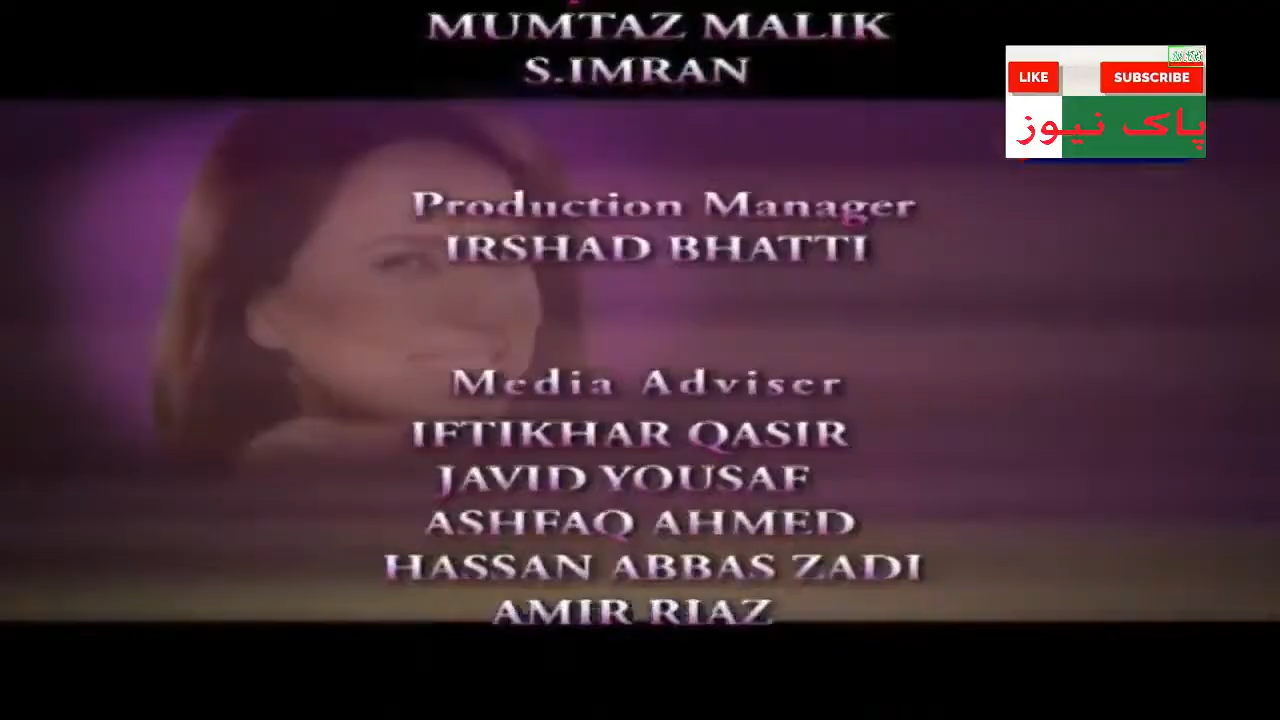 MUMTAZ MALIK
S.IMRAN
LIKE
SUBSCRIBE
پاک نیوز
Production Manager
IRSHAD BHATTI
Media Adviser
IFTIKHAR QASIR
JAVID YOUSAF
ASHFAQ AHMED
HASSAN ABBAS ZADI
AMIR RIAZ